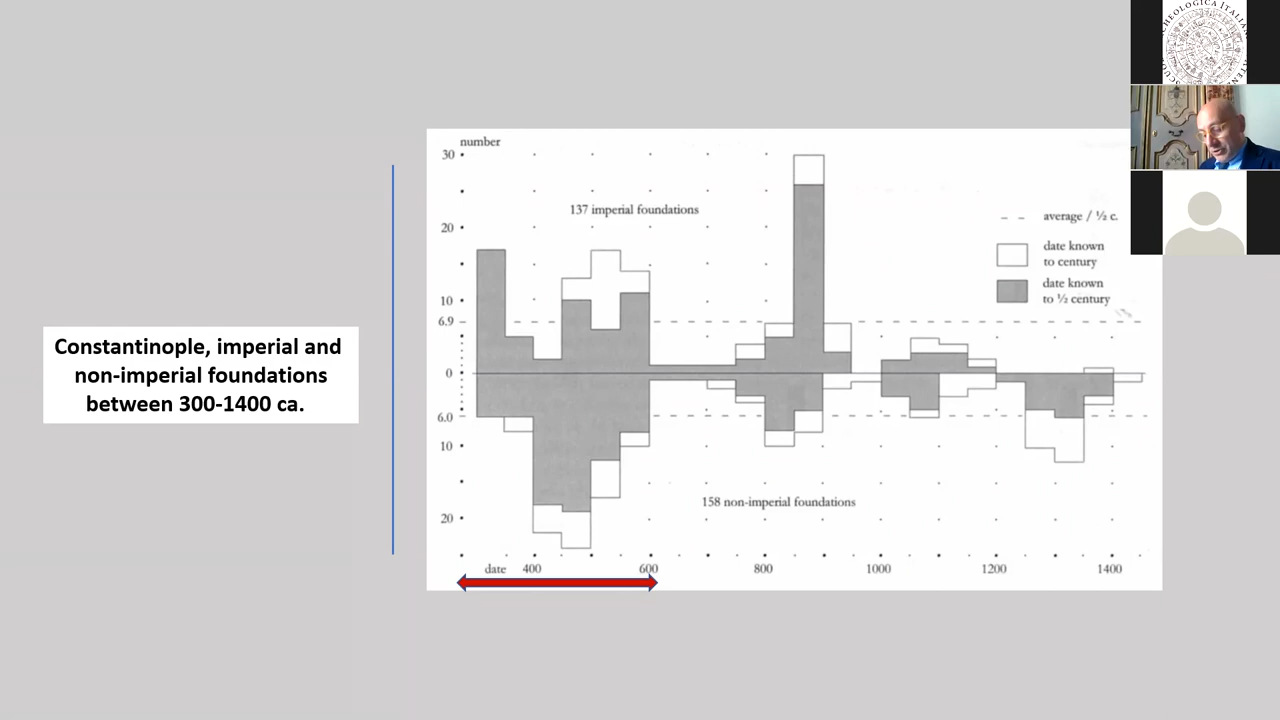 Constantinople, imperial and
non-imperial foundations
between 300-1400 ca.
number
30
137 imperial foundations
20
10
6.9
0
6.0
10
20
average / ½ c.
date known
to century
date known
to ½ century
158 non-imperial foundations
date 400 600 800 1000 1200 1400